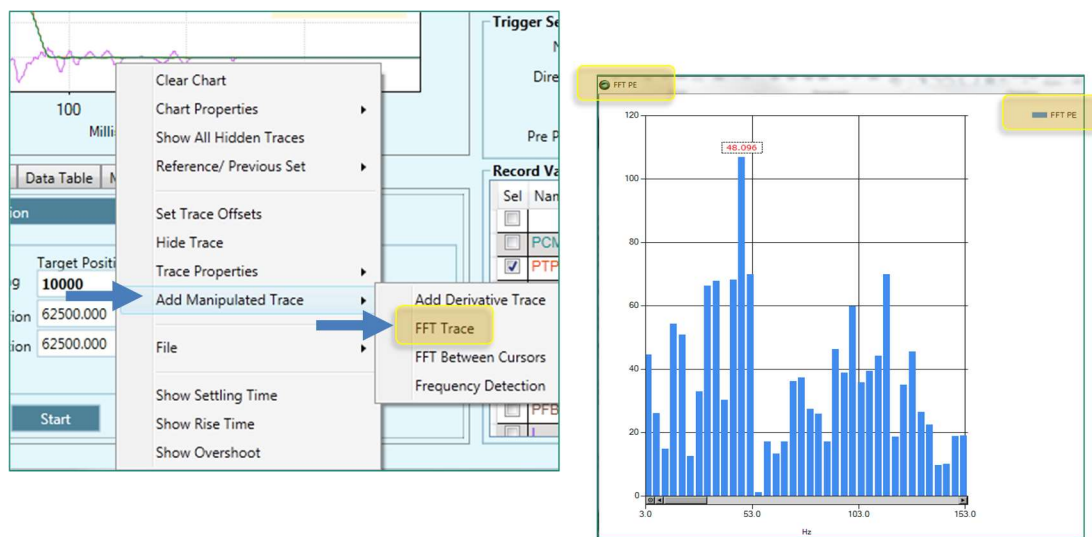 Trigger Se
Dire
100
Milli
Pre P
Data Table
Record Va
Sel Nam
ion
PCM
Target Positi
PTP
g 10000
ion 62500.000
ion 62500.000
Start
PFB
Clear Chart
Chart Properties
Show All Hidden Traces
Reference/ Previous Set
Set Trace Offsets
Hide Trace
Trace Properties
Add Manipulated Trace
File
Show Settling Time
Show Rise Time
Show Overshoot
Add Derivative Trace
FFT Trace
FFT Between Cursors
Frequency Detection
FFT PE
FFT PE
120
48.096
100
80
60
40
20
0
3.0 53.0 103.0 153.0
Hz